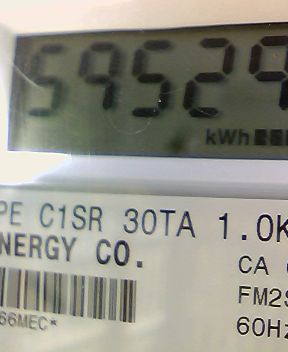 59529
kWh
PE C1SR 30TA 1.0K
NERGY CO.
CA
FM2S
66MEC*
60Hz